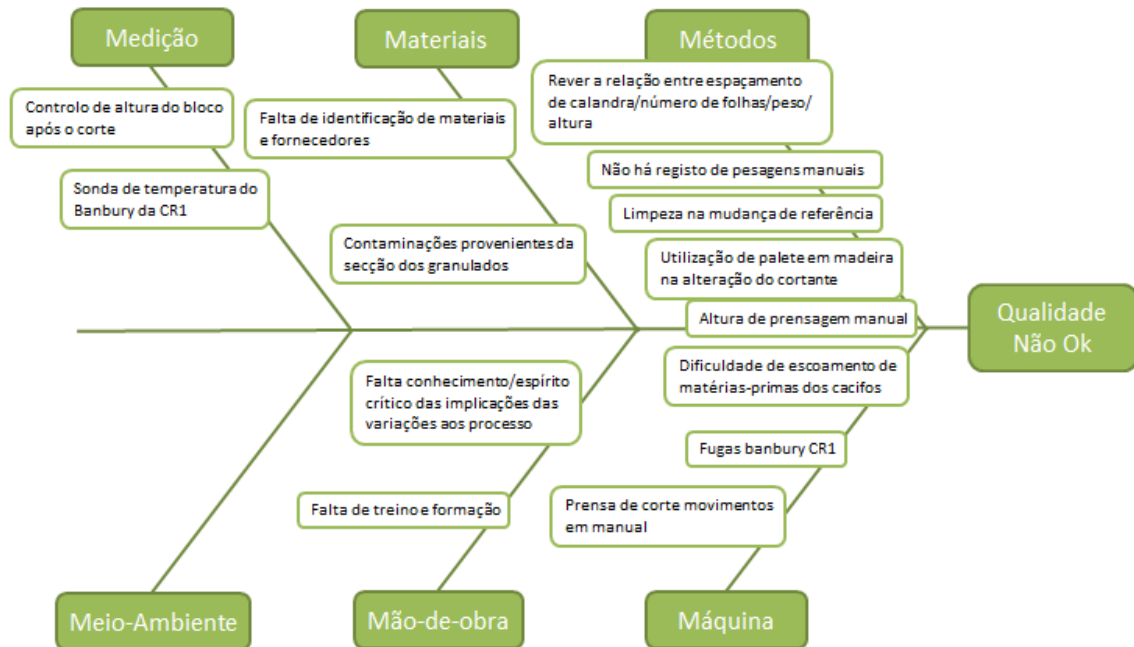 Medição
Materiais
Métodos
Controlo de altura do bloco
após o corte
Sonda de temperatura do
Banbury da CR1
Falta de identificação de materiais
e fornecedores
Contaminações provenientes da
secção dos granulados
Rever a relação entre espaçamento
de calandra/número de folhas/peso/
altura
Não há registo de pesagens manuais
Limpeza na mudança de referência
Utilização de palete em madeira
na alteração do cortante
Altura de prensagem manual
Qualidade
Não Ok
Falta conhecimento/espírito
crítico das implicações das
variações aos processo
Falta de treino e formação
Dificuldade de escoamento de
matérias-primas dos cacifos
Fugas banbury CR1
Prensa de corte movimentos
em manual
Meio-Ambiente
Mão-de-obra
Máquina